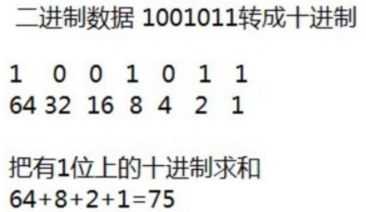 二进制数据 1001011转成十进制
1 0 0 1 0 1 1
64 32 16 8 4 2 1
把有1位上的十进制求和
64+8+2+1=75